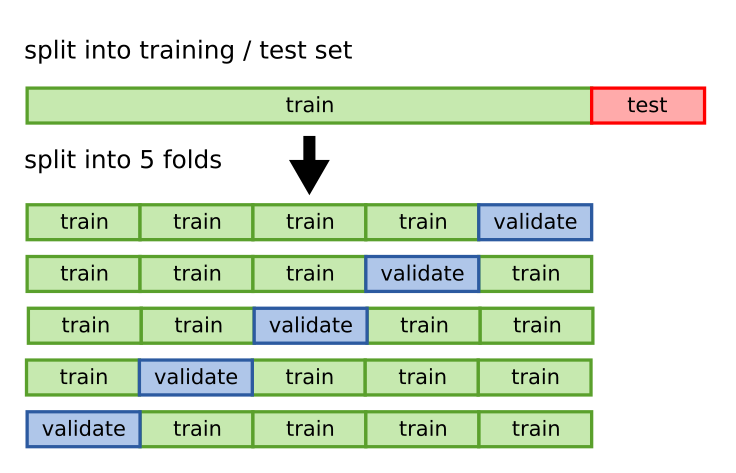 split into training / test set
train test
split into 5 folds
train train train train validate
train train train validate train
train train validate train train
train validate train train train
validate train train train train